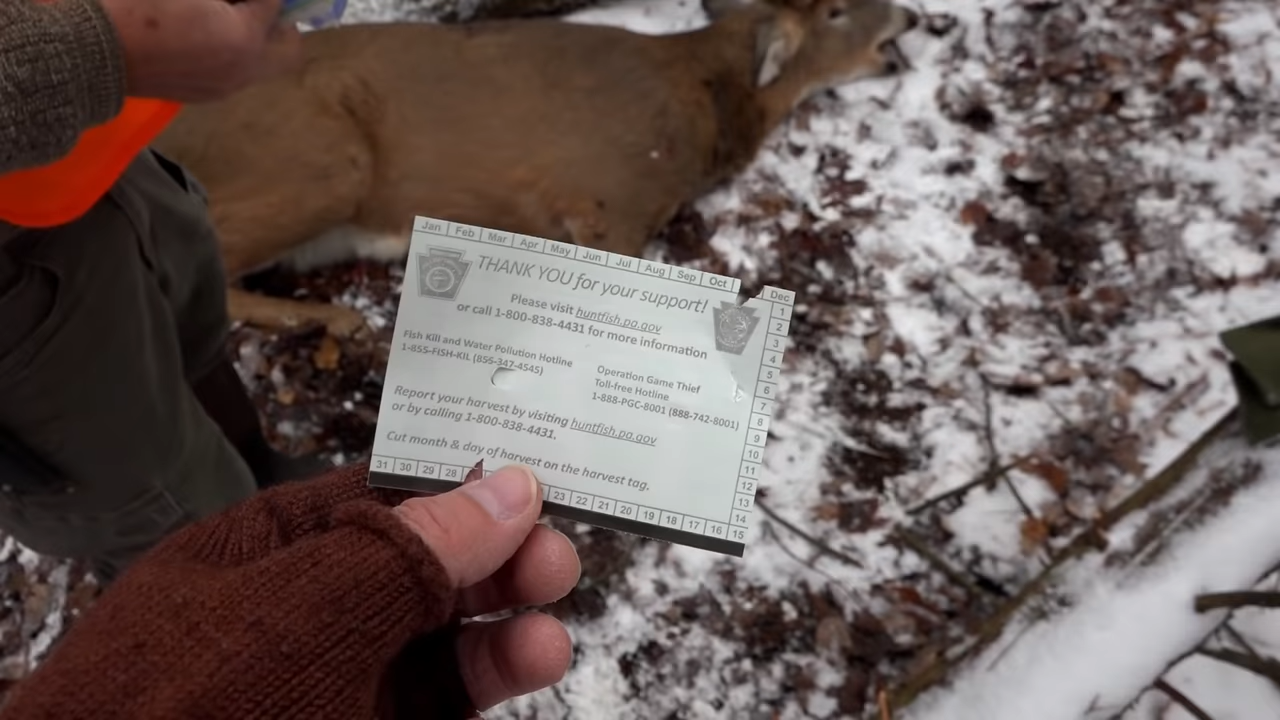 Jan Feb Mar Apr May Jun Jul Aug Sep Oct Dec
THANK YOU for your support!
Please visit huntfish.pa.gov
or call 1-800-838-4431 for more information
Fish Kill and Water Pollution Hotline
1-855-FISH-KIL (855-347-4545)
Operation Game Thief
Toll-free Hotline
1-888-PGC-8001 (888-742-8001)
Report your harvest by visiting huntfish.pa.gov
or by calling 1-800-838-4431.
Cut month & day of harvest on the harvest tag.
1
2
3
4
5
6
7
8
9
10
11
12
13
14
31 30 29 28 23 22 21 20 19 18 17 16 15